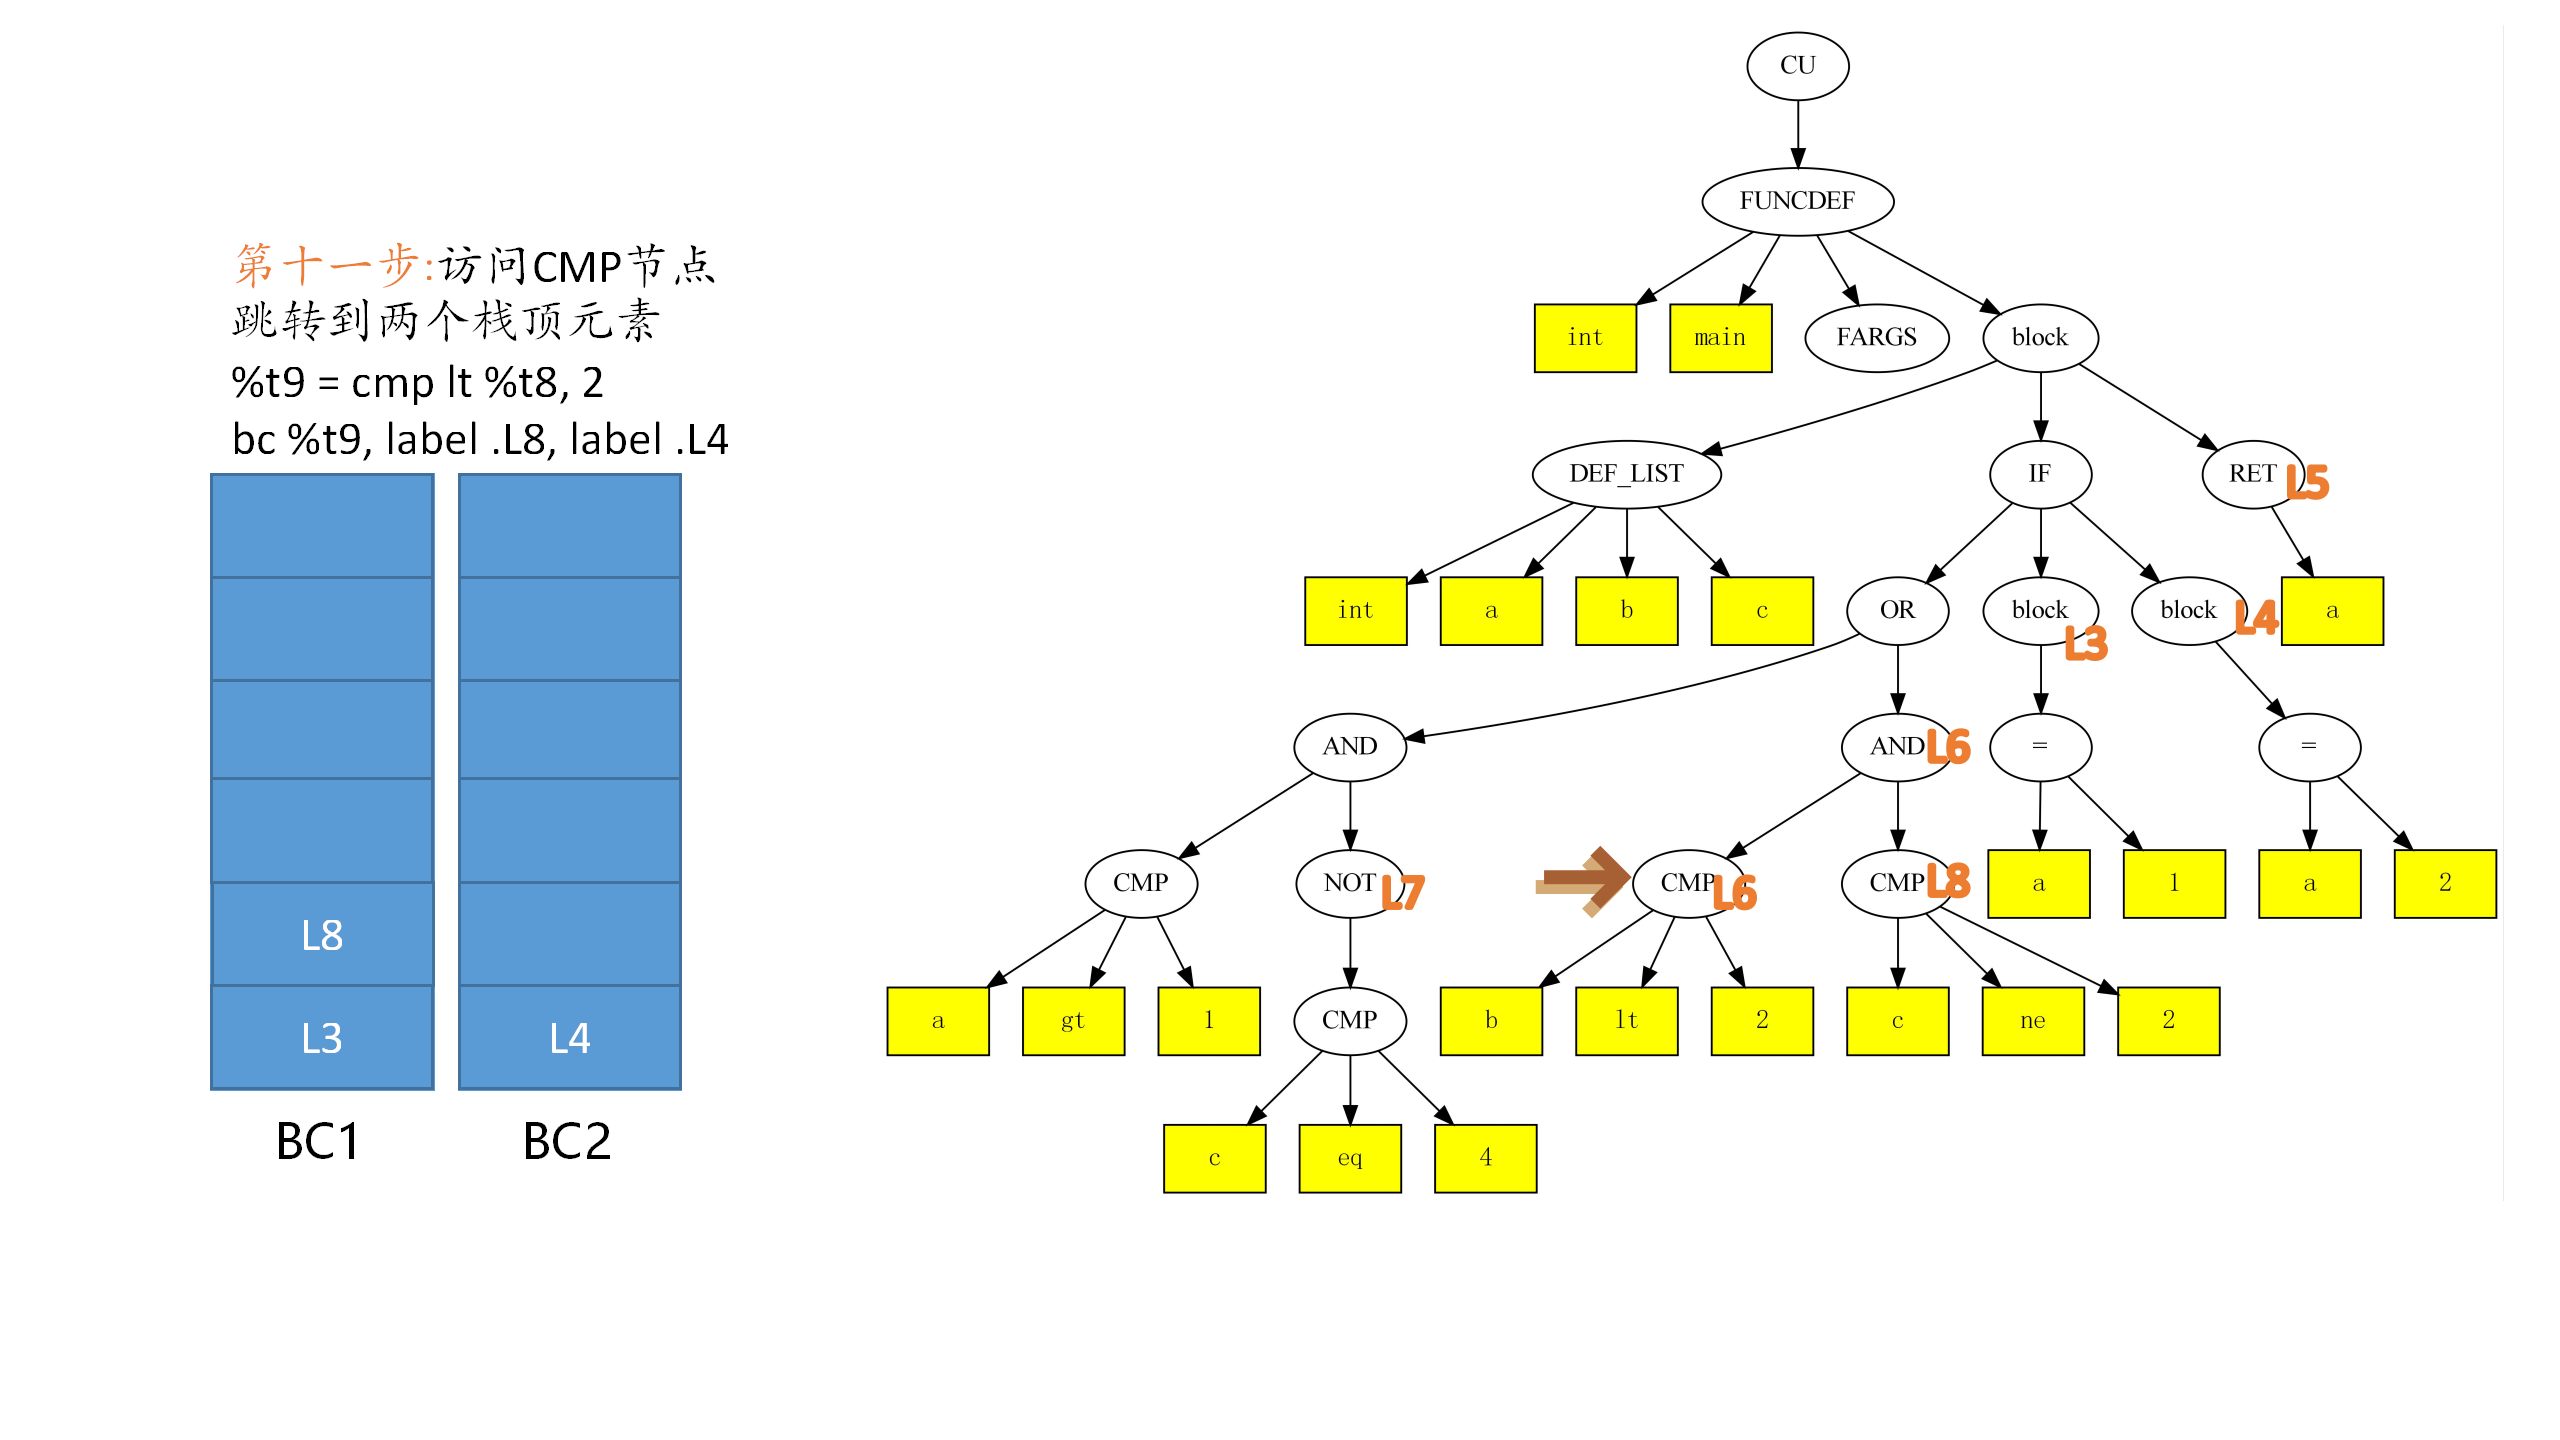 第十一步:访问CMP节点
跳转到两个栈顶元素
%t9 = cmp lt %t8, 2
bc %t9, label .L8, label .L4
L8
L3 L4
BC1 BC2
CU
FUNCDEF
int main FARGS block
DEF_LIST IF RET L5
int a b c OR block L3 block L4 a
AND AND L6 = =
CMP NOT L7 CMP L6 CMP L8 a 1 a 2
a gt 1 CMP b lt 2 c ne 2
c eq 4